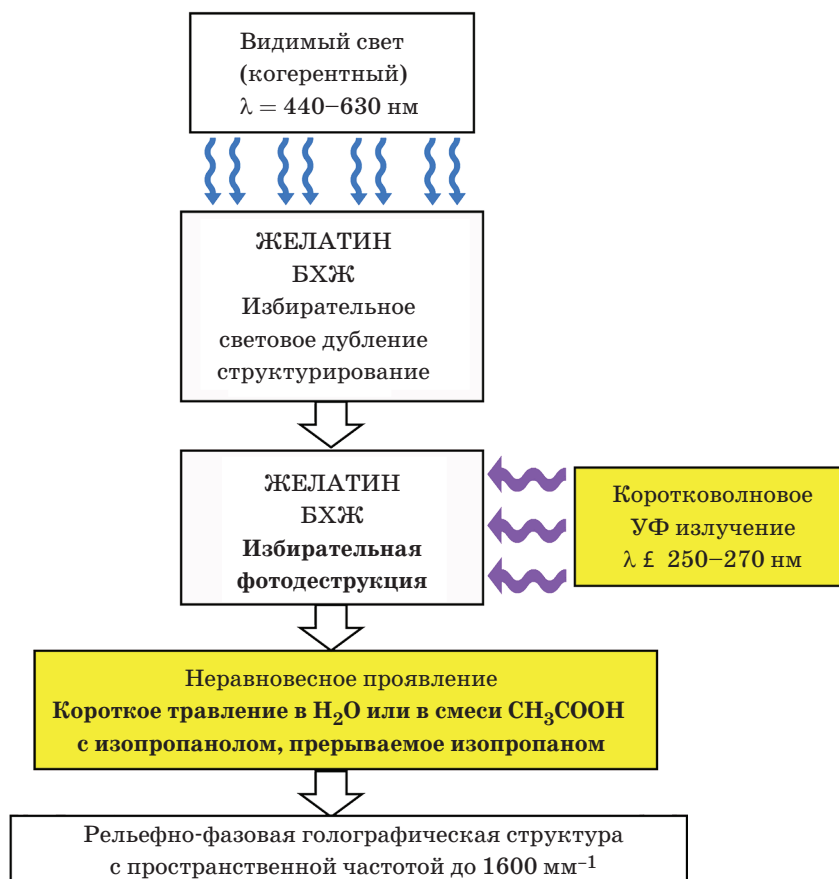 Видимый свет
(когерентный)
λ = 440–630 нм
ЖЕЛАТИН
БХЖ
Избирательное
световое дубление
структурирование
ЖЕЛАТИН
БХЖ
Избирательная
фотодеструкция
Коротковолновое
УФ излучение
λ £ 250–270 нм
Неравновесное проявление
Короткое травление в H₂O или в смеси CH₃COOH
с изопропанолом, прерываемое изопропаном
Рельефно-фазовая голографическая структура
с пространственной частотой до 1600 мм⁻¹